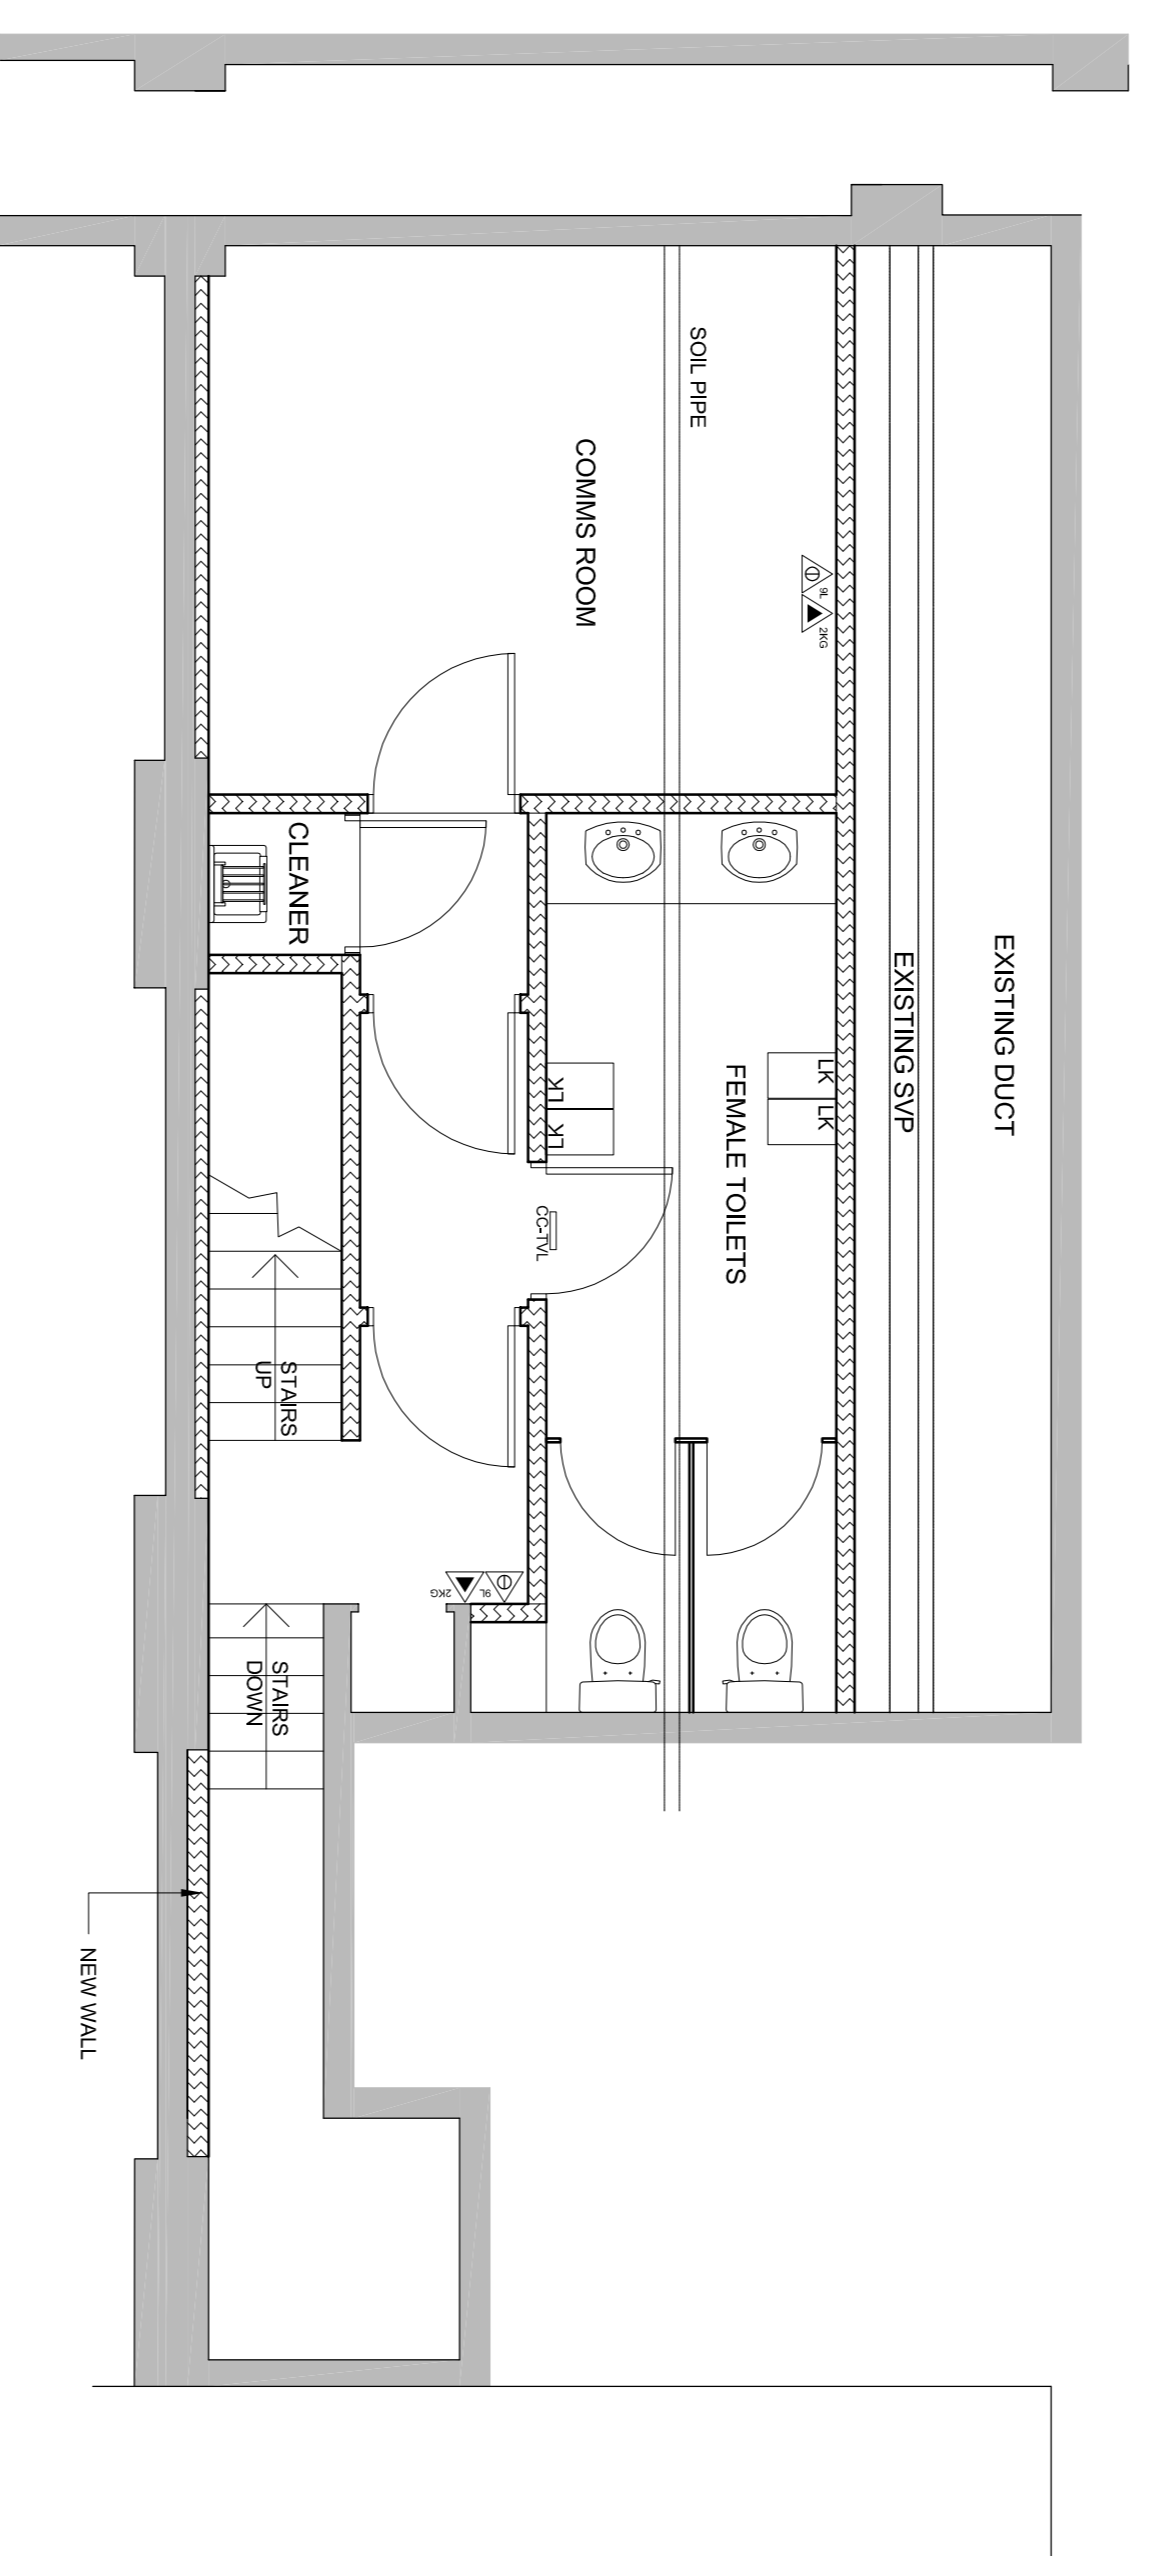 SOIL PIPE
COMMS ROOM
9L
2KG
CLEANER
EXISTING DUCT
EXISTING SVP
LK
LK
LK
LK
FEMALE TOILETS
CC-TVL
STAIRS
UP
9L
2KG
STAIRS
DOWN
NEW WALL